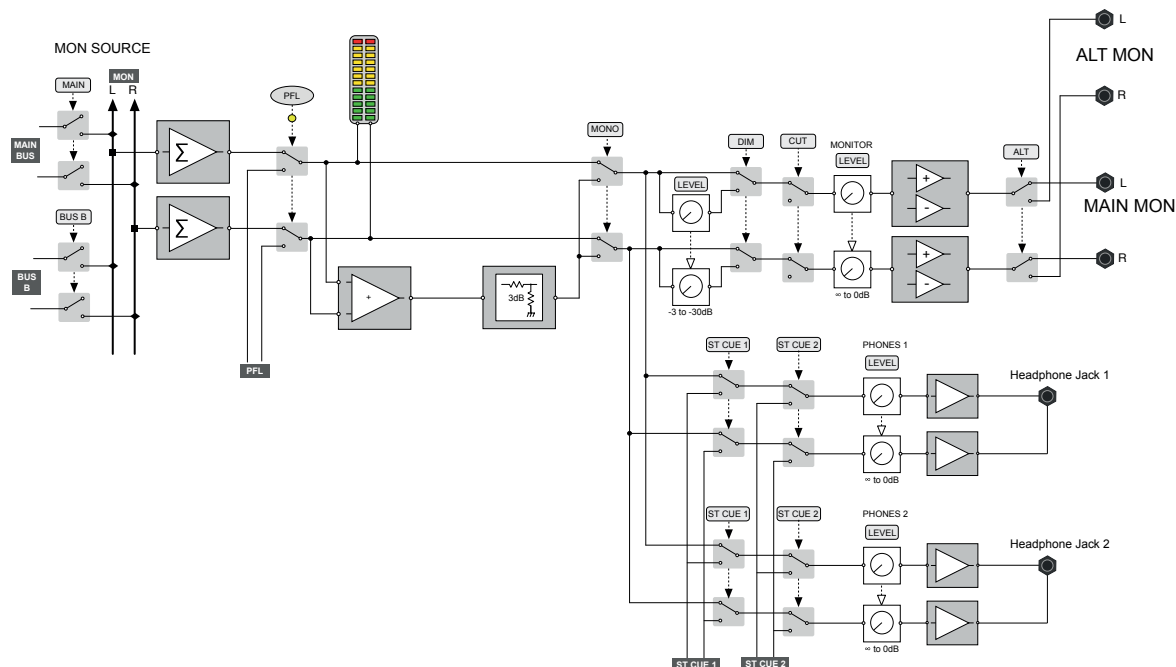 L
ALT MON
R
MON SOURCE
MAIN
MON
L R
PFL
MAIN
BUS
MONO
DIM
CUT
MONITOR
LEVEL
ALT
LEVEL
Σ
+
-
L
MAIN MON
BUS B
Σ
R
BUS
B
+
-
+
3dB
-3 to -30dB
∞ to 0dB
PFL
ST CUE 1
ST CUE 2
PHONES 1
LEVEL
Headphone Jack 1
∞ to 0dB
ST CUE 1
ST CUE 2
PHONES 2
LEVEL
Headphone Jack 2
∞ to 0dB
ST CUE 1
ST CUE 2